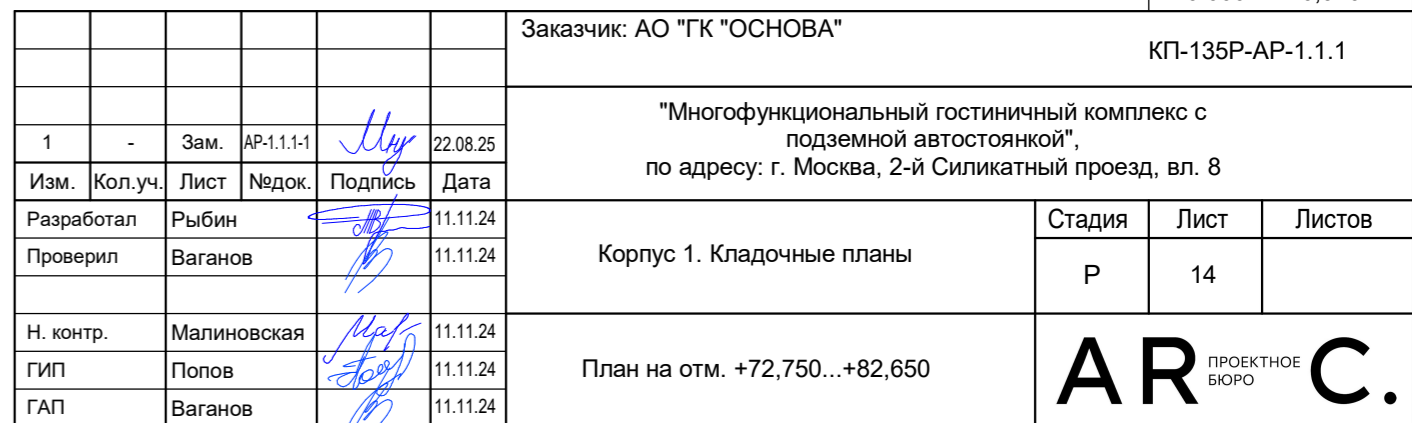 Заказчик: АО "ГК "ОСНОВА"
КП-135Р-АР-1.1.1
"Многофункциональный гостиничный комплекс с
подземной автостоянкой",
по адресу: г. Москва, 2-й Силикатный проезд, вл. 8
1 - Зам. АР-1.1.1-1 22.08.25
Изм. Кол.уч. Лист №док. Подпись Дата
Разработал Рыбин 11.11.24
Проверил Ваганов 11.11.24
Корпус 1. Кладочные планы
Стадия Лист Листов
Р 14
Н. контр. Малиновская 11.11.24
ГИП Попов 11.11.24
ГАП Ваганов 11.11.24
План на отм. +72,750...+82,650
AR ПРОЕКТНОЕ БЮРО C.